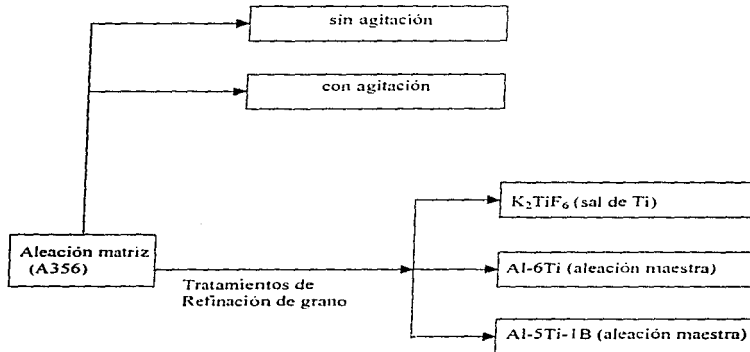 sin agitación
con agitación
K₂TiF₆ (sal de Ti)
Aleación matriz
(A356)
Al-6Ti (aleación maestra)
Tratamientos de
Refinación de grano
Al-5Ti-1B (aleación maestra)